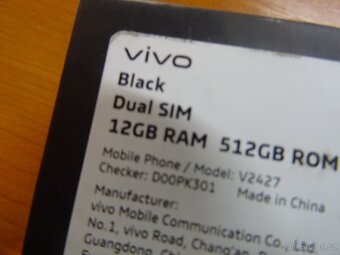 vivo
Black
Dual SIM
12GB RAM 512GB ROM
Mobile Phone / Model: V2427
Checker: D00PK301 Made in China
Manufacturer:
vivo Mobile Communication Co., Ltd.
No.1, vivo Road, Chang'an,
Guangdong, China